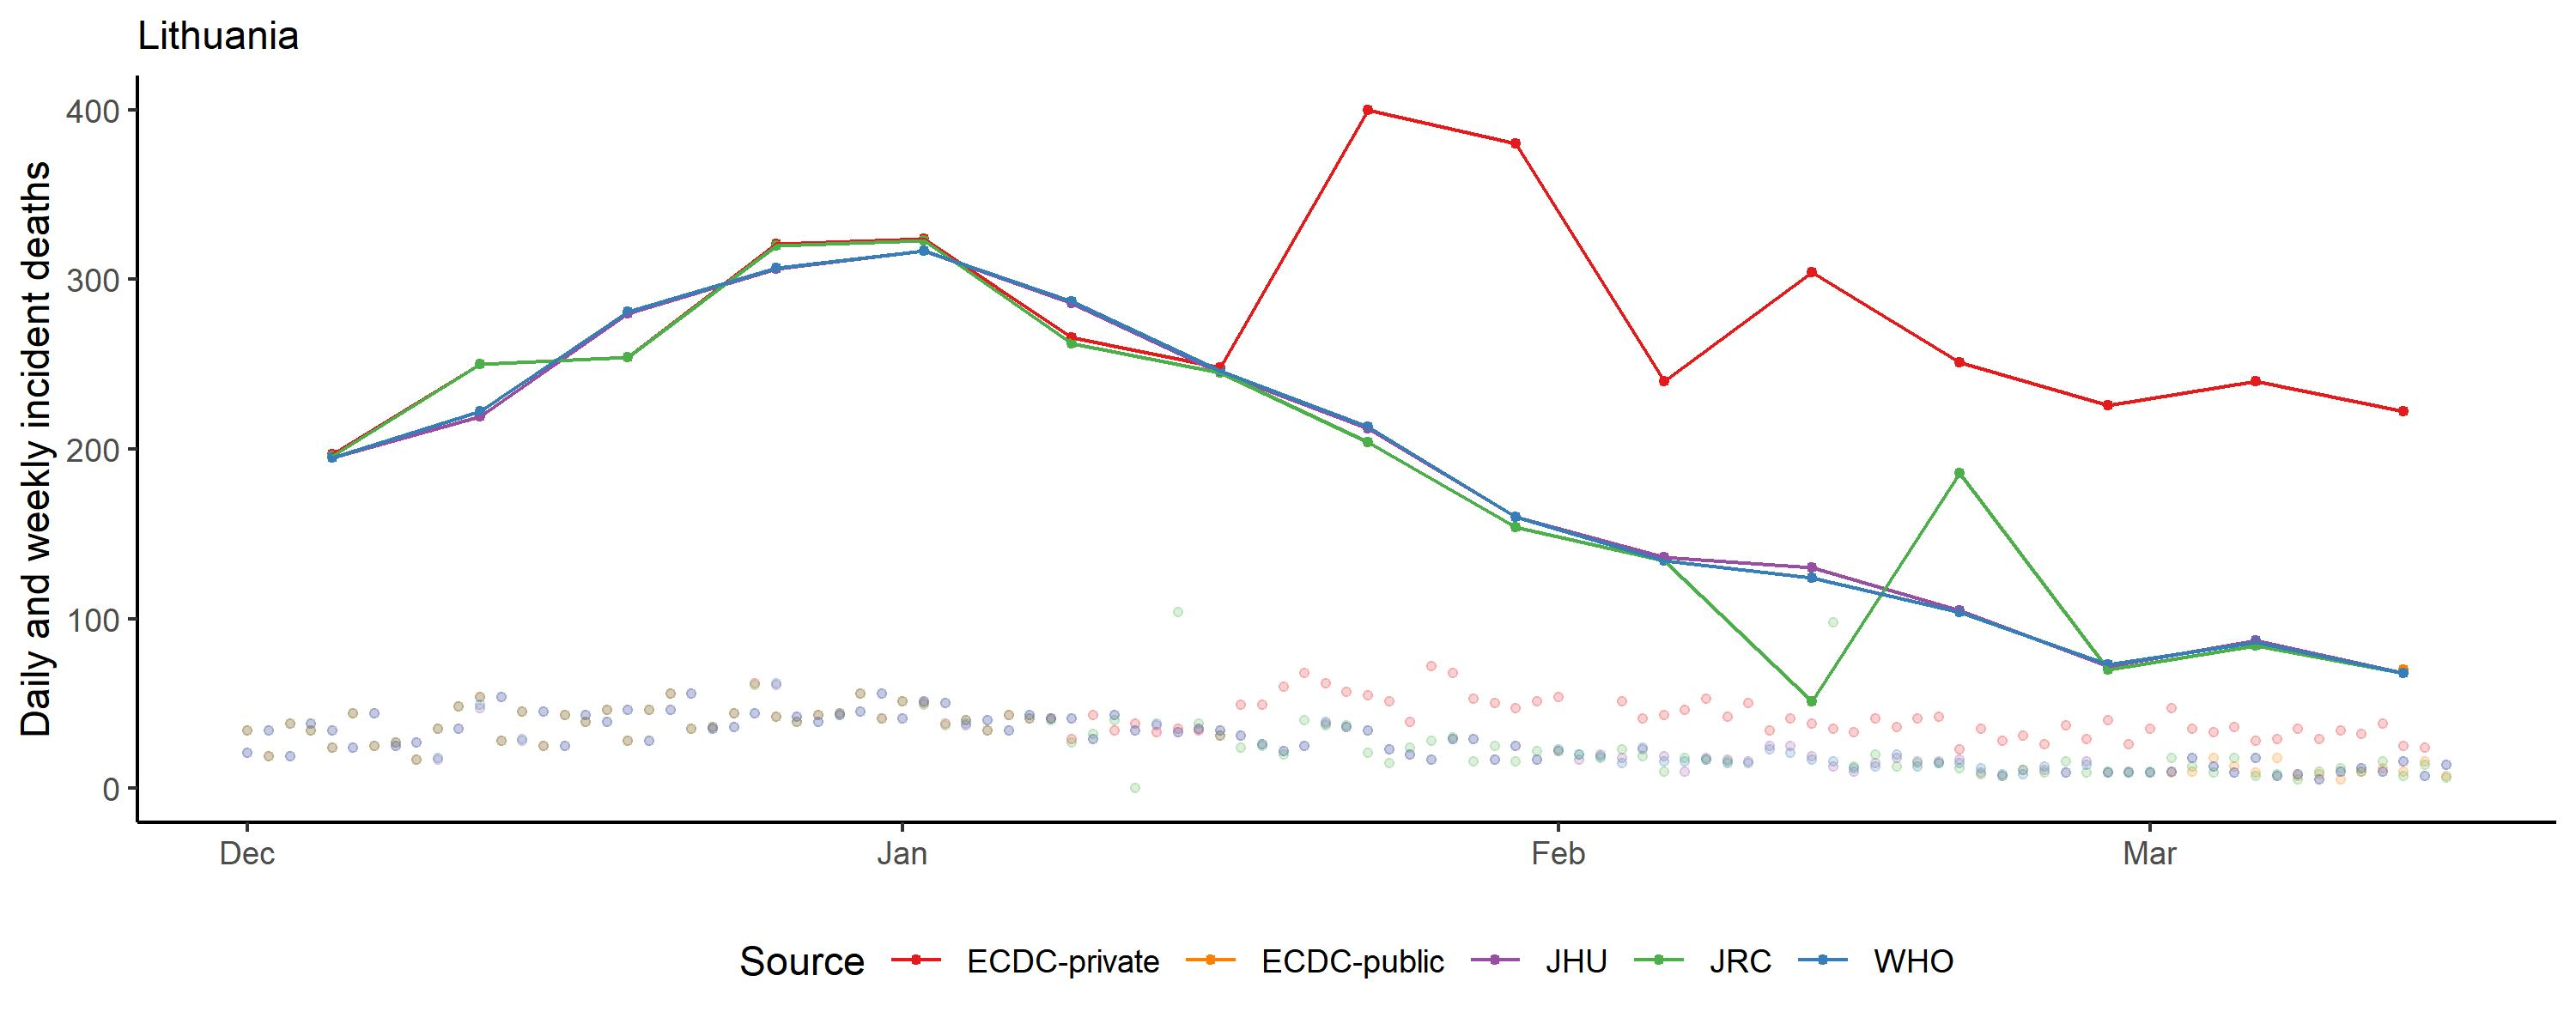 Lithuania
Daily and weekly incident deaths
400
300
200
100
0
Dec Jan Feb Mar
Source ECDC-private ECDC-public JHU JRC WHO